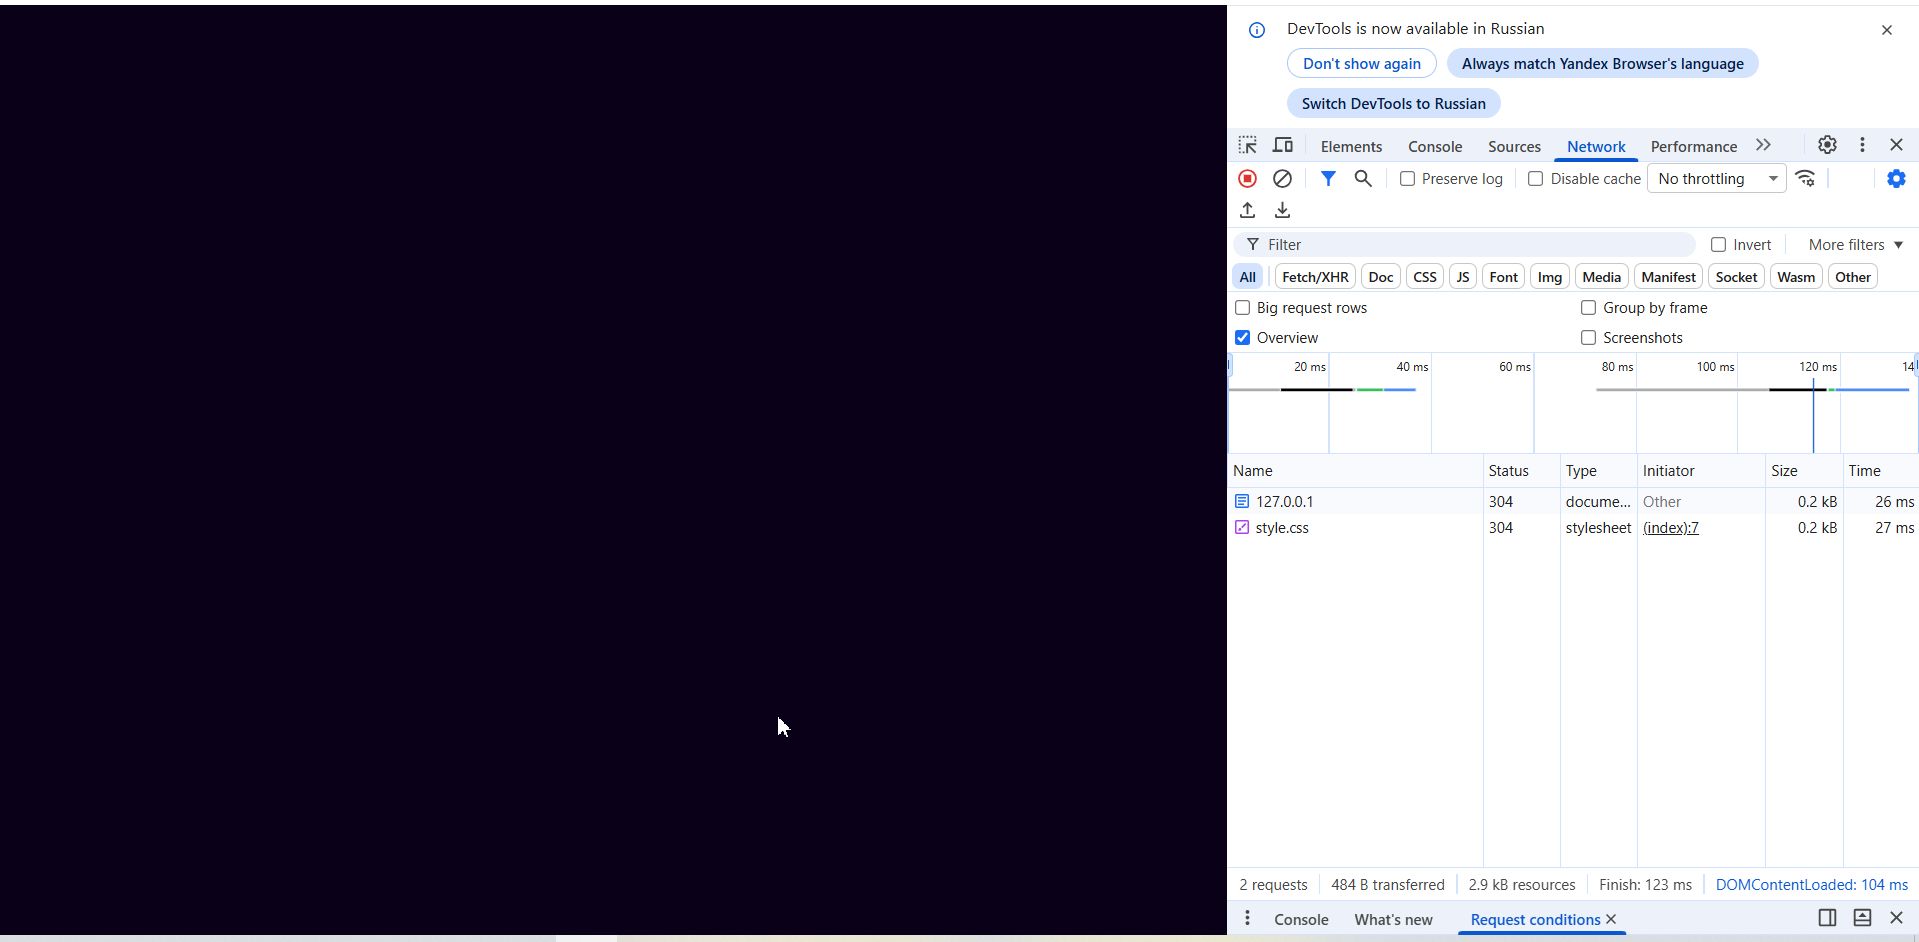 DevTools is now available in Russian
Don't show again
Always match Yandex Browser's language
Switch DevTools to Russian
Elements Console Sources Network Performance
Preserve log Disable cache No throttling
Filter Invert More filters
All Fetch/XHR Doc CSS JS Font Img Media Manifest Socket Wasm Other
Big request rows Group by frame
Overview Screenshots
20 ms 40 ms 60 ms 80 ms 100 ms 120 ms 14
Name Status Type Initiator Size Time
127.0.0.1 304 docume... Other 0.2 kB 26 ms
style.css 304 stylesheet (index):7 0.2 kB 27 ms
2 requests 484 B transferred 2.9 kB resources Finish: 123 ms DOMContentLoaded: 104 ms
Console What's new Request conditions